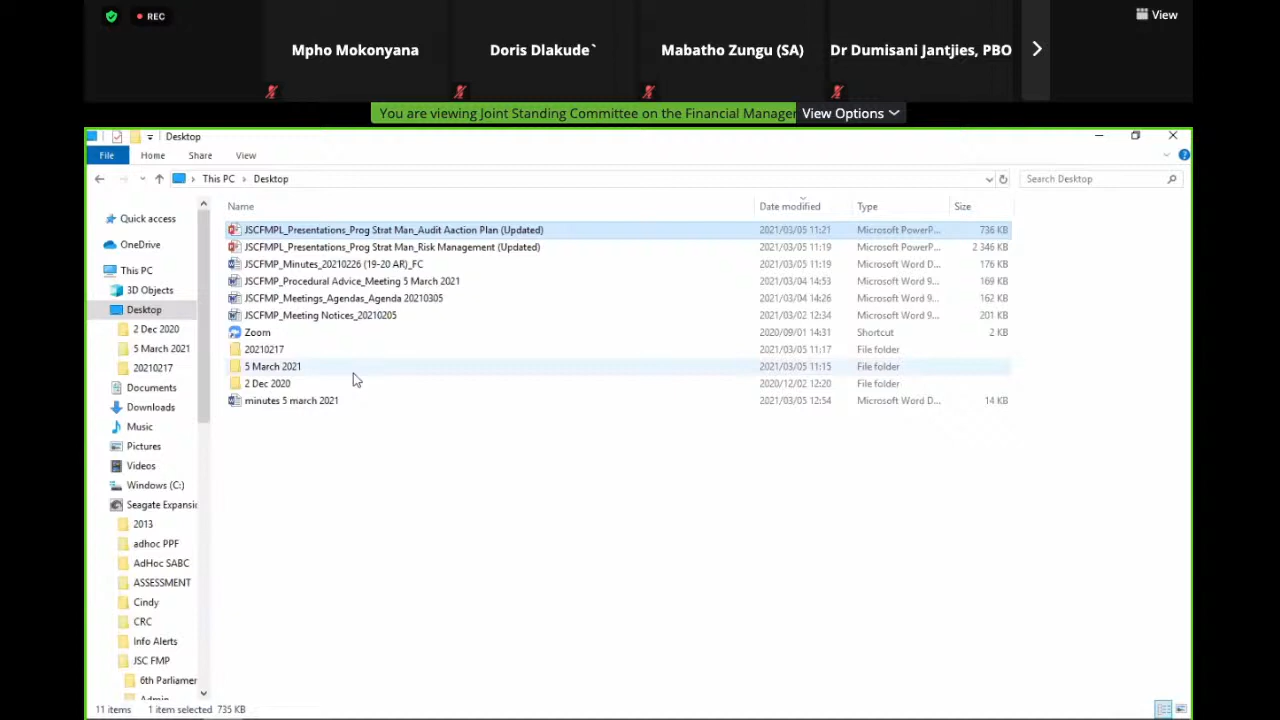 REC
View
Mpho Mokonyana
Doris Dlakude`
Mabatho Zungu (SA)
Dr Dumisani Jantjies, PBO
You are viewing Joint Standing Committee on the Financial Manager
View Options
Desktop
File Home Share View
This PC Desktop
Search Desktop
Name Date modified Type Size
JSCFMPL_Presentations_Prog Strat Man_Audit Aaction Plan (Updated) 2021/03/05 11:21 Microsoft PowerP... 736 KB
JSCFMPL_Presentations_Prog Strat Man_Risk Management (Updated) 2021/03/05 11:19 Microsoft PowerP... 2 346 KB
JSCFMP_Minutes_20210226 (19-20 AR)_FC 2021/03/05 11:19 Microsoft Word D... 176 KB
JSCFMP_Procedural Advice_Meeting 5 March 2021 2021/03/04 14:53 Microsoft Word 9... 169 KB
JSCFMP_Meetings_Agendas_Agenda 20210305 2021/03/04 14:26 Microsoft Word 9... 162 KB
JSCFMP_Meeting Notices_20210205 2021/03/02 12:34 Microsoft Word 9... 201 KB
Zoom 2020/09/01 14:31 Shortcut 2 KB
20210217 2021/03/05 11:17 File folder
5 March 2021 2021/03/05 11:15 File folder
2 Dec 2020 2020/12/02 12:20 File folder
minutes 5 march 2021 2021/03/05 12:54 Microsoft Word D... 14 KB
Quick access
OneDrive
This PC
3D Objects
Desktop
2 Dec 2020
5 March 2021
20210217
Documents
Downloads
Music
Pictures
Videos
Windows (C:)
Seagate Expansic
2013
adhoc PPF
AdHoc SABC
ASSESSMENT
Cindy
CRC
Info Alerts
JSC FMP
6th Parliamer
Admin
11 items 1 item selected 735 KB